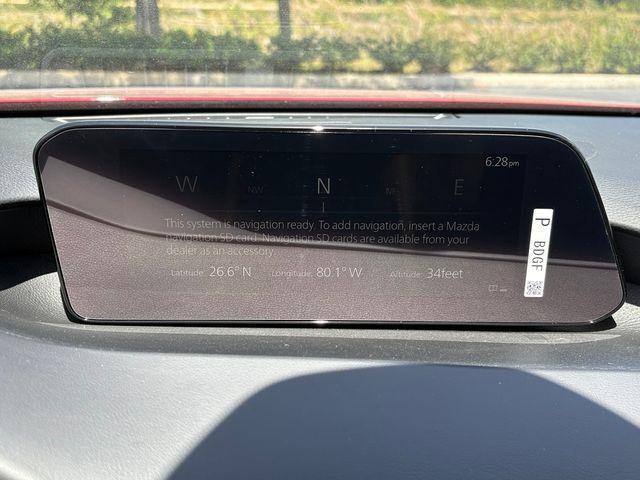 6:28pm
W NW N NE E
This system is navigation ready. To add navigation, insert a Mazda
Navigation SD card. Navigation SD cards are available from your
dealer as an accessory.
Latitude: 26.6° N Longitude: 80.1° W Altitude: 34feet
P BDGF